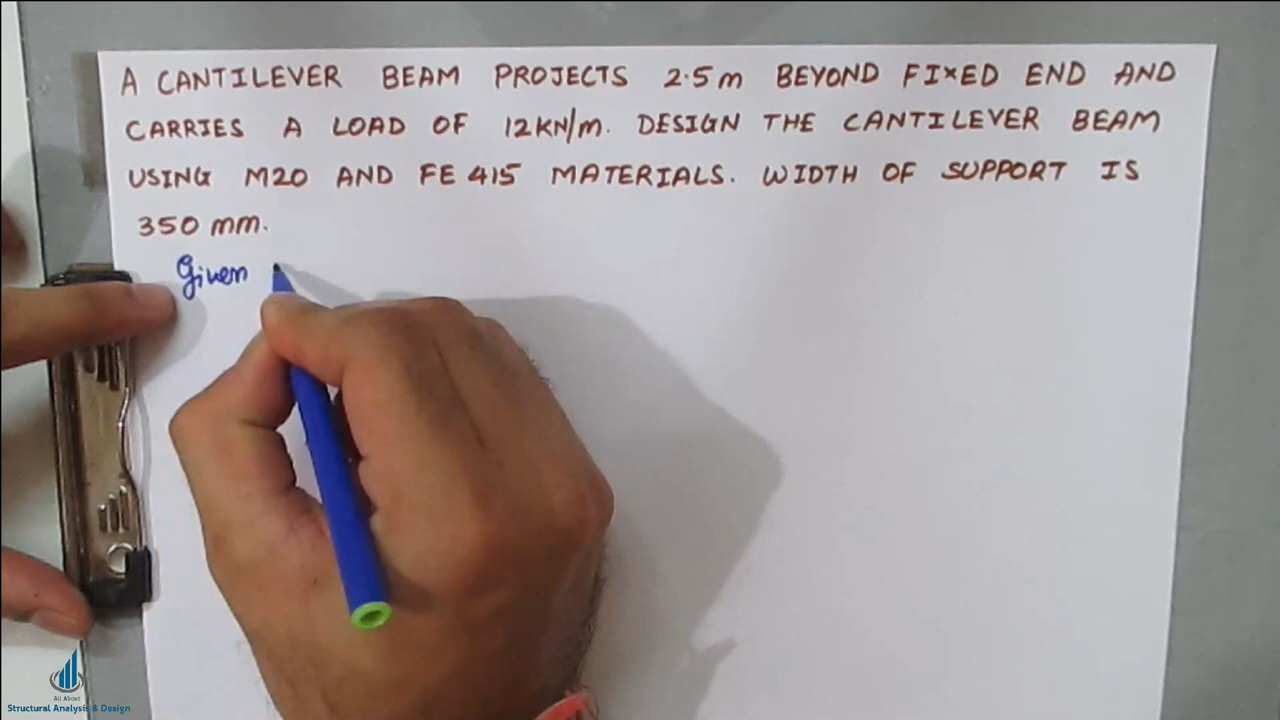 A CANTILEVER BEAM PROJECTS 2.5m BEYOND FIXED END AND
CARRIES A LOAD OF 12KN/m. DESIGN THE CANTILEVER BEAM
USING M20 AND FE 415 MATERIALS. WIDTH OF SUPPORT IS
350 mm.
Given
All About
Structural Analysis & Design